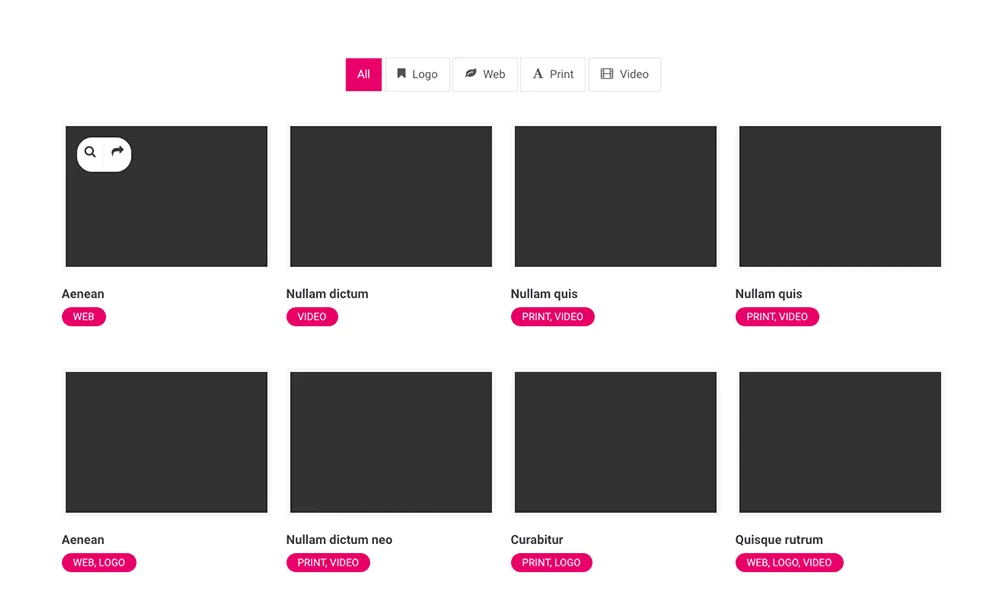 All Logo Web Print Video
Aenean Nullam dictum Nullam quis Nullam quis
WEB VIDEO PRINT, VIDEO PRINT, VIDEO
Aenean Nullam dictum neo Curabitur Quisque rutrum
WEB, LOGO PRINT, VIDEO PRINT, LOGO WEB, LOGO, VIDEO